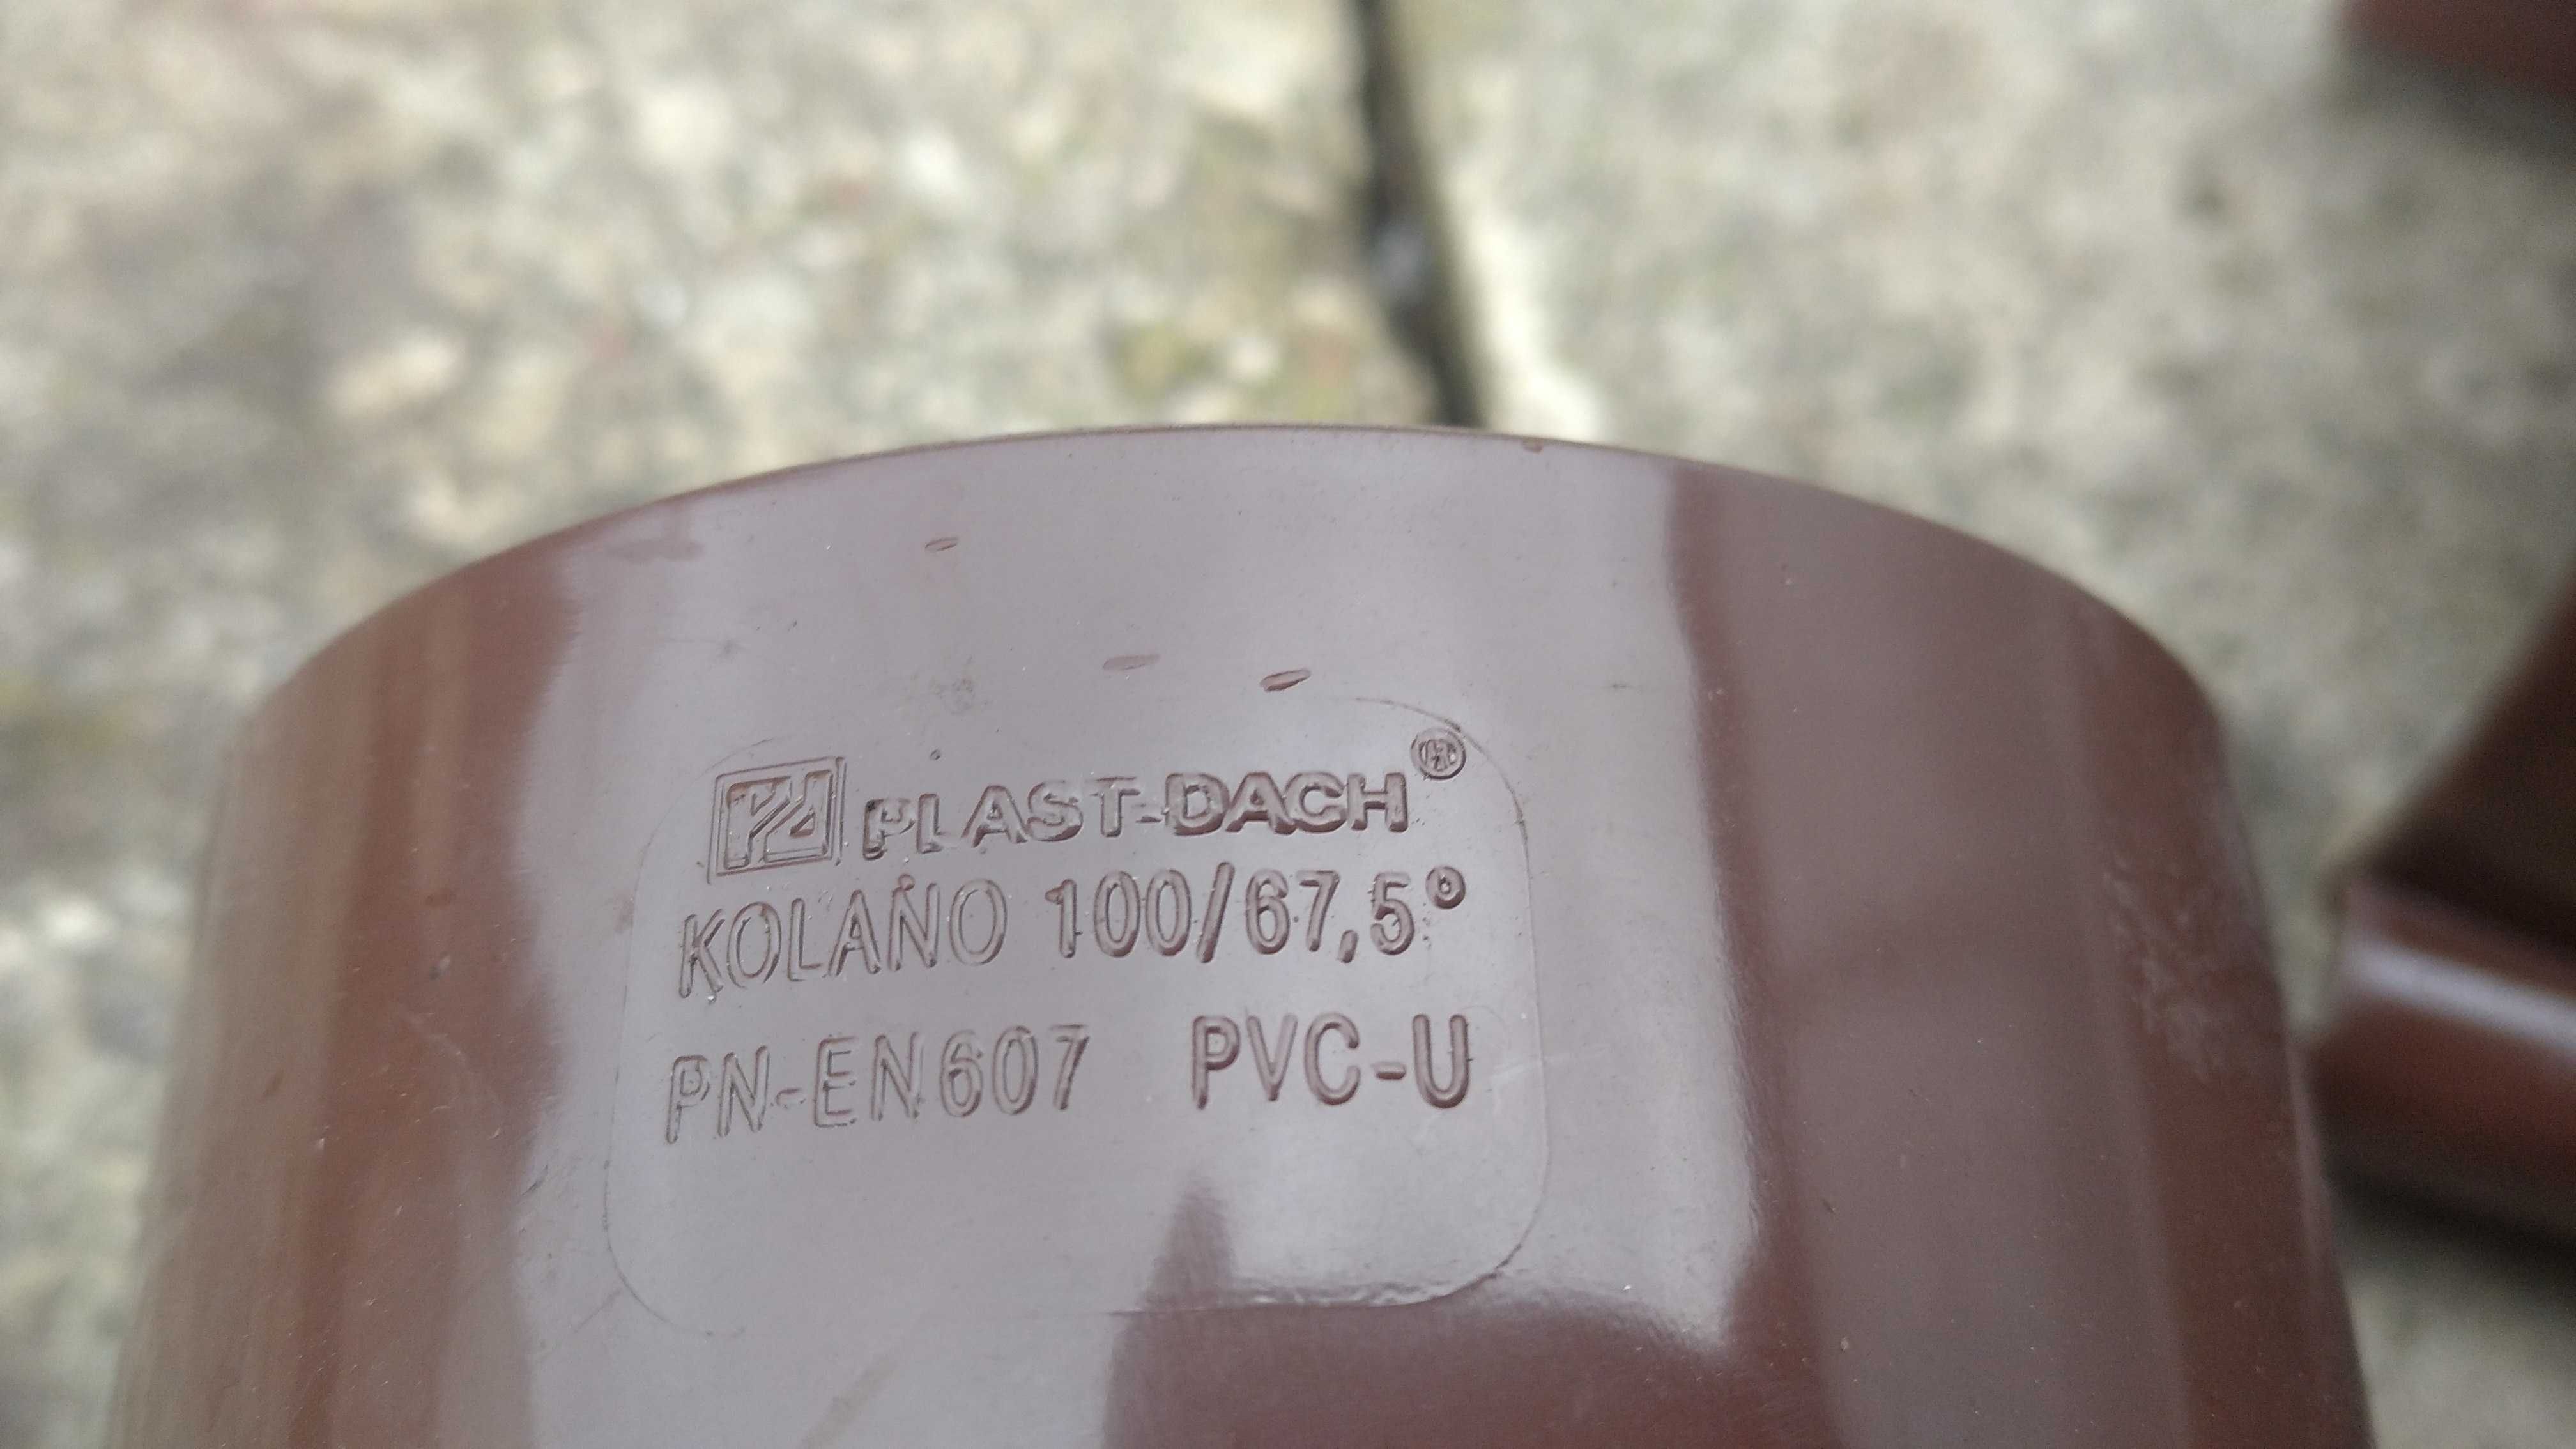 PLAST-DACH®
KOLANO 100/67,5°
PN-EN607 PVC-U